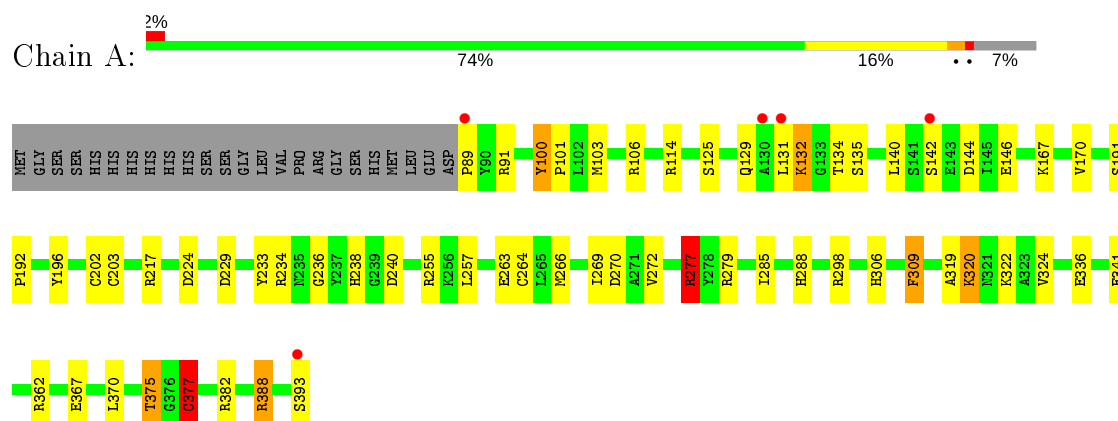 2%
Chain A:
74% 16% • • 7%
MET GLY SER SER HIS HIS HIS HIS HIS HIS SER SER GLY LEU VAL PRO ARG GLY SER HIS MET LEU GLU ASP P89 Y90 R91 Y100 P101 L102 M103 R106 R114 S125 Q129 A130 L131 K132 G133 T134 S135 L140 S141 S142 E143 D144 I145 E146 K167 V170 S191
P192 Y196 C202 C203 R217 D224 D229 Y233 R234 N235 G236 Y237 H238 G239 D240 R255 K256 L257 E263 C264 L265 M266 I269 D270 A271 V272 R277 Y278 R279 I285 H288 R298 H306 F309 A319 K320 N321 K322 A323 V324 E336
R362 E367 L370 T375 G376 C377 R382 R388 S393